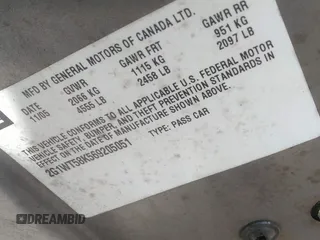 MFD BY GENERAL MOTORS OF CANADA LTD.
DATE GVWR GAWR FRT GAWR RR
11/05 2066 KG 1115 KG 951 KG
4555 LB 2458 LB 2097 LB
THIS VEHICLE CONFORMS TO ALL APPLICABLE U.S. FEDERAL MOTOR
VEHICLE SAFETY, BUMPER, AND THEFT PREVENTION STANDARDS IN
EFFECT ON THE DATE OF MANUFACTURE SHOWN ABOVE.
2G1WT58K569205051 TYPE: PASS CAR
DREAMBID